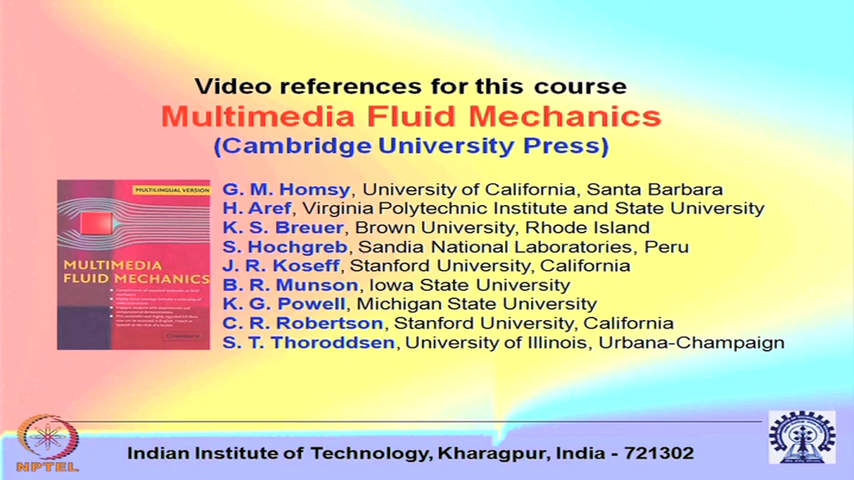 Video references for this course
Multimedia Fluid Mechanics
(Cambridge University Press)
MULTILINGUAL VERSION
MULTIMEDIA
FLUID MECHANICS
G. M. Homsy, University of California, Santa Barbara
H. Aref, Virginia Polytechnic Institute and State University
K. S. Breuer, Brown University, Rhode Island
S. Hochgreb, Sandia National Laboratories, Peru
J. R. Koseff, Stanford University, California
B. R. Munson, Iowa State University
K. G. Powell, Michigan State University
C. R. Robertson, Stanford University, California
S. T. Thoroddsen, University of Illinois, Urbana-Champaign
NPTEL
Indian Institute of Technology, Kharagpur, India - 721302